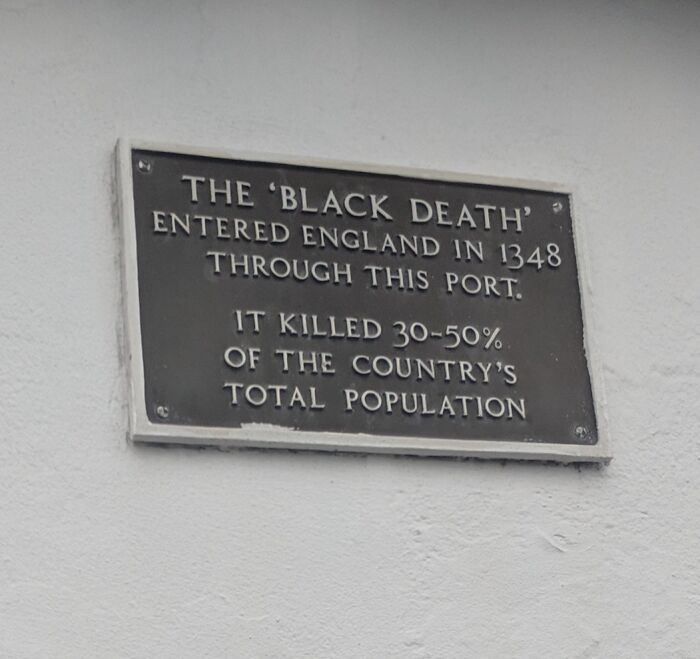 THE ‘BLACK DEATH’
ENTERED ENGLAND IN 1348
THROUGH THIS PORT.
IT KILLED 30-50%
OF THE COUNTRY'S
TOTAL POPULATION